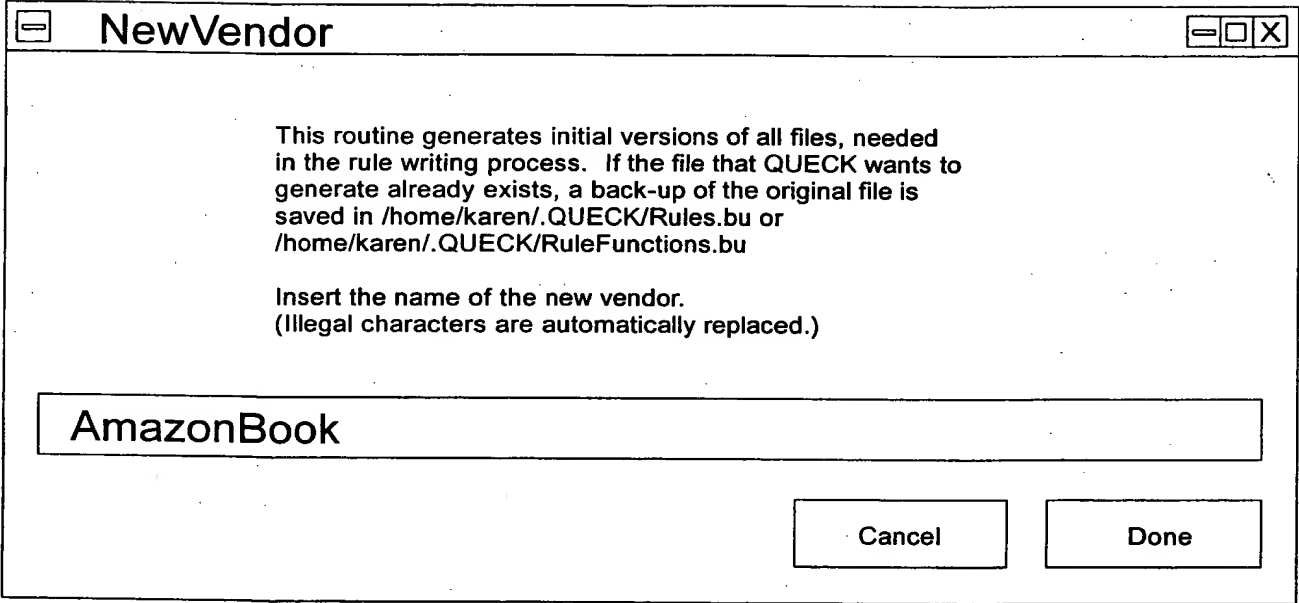 NewVendor
This routine generates initial versions of all files, needed
in the rule writing process. If the file that QUECK wants to
generate already exists, a back-up of the original file is
saved in /home/karen/.QUECK/Rules.bu or
/home/karen/.QUECK/RuleFunctions.bu
Insert the name of the new vendor.
(Illegal characters are automatically replaced.)
AmazonBook
Cancel Done